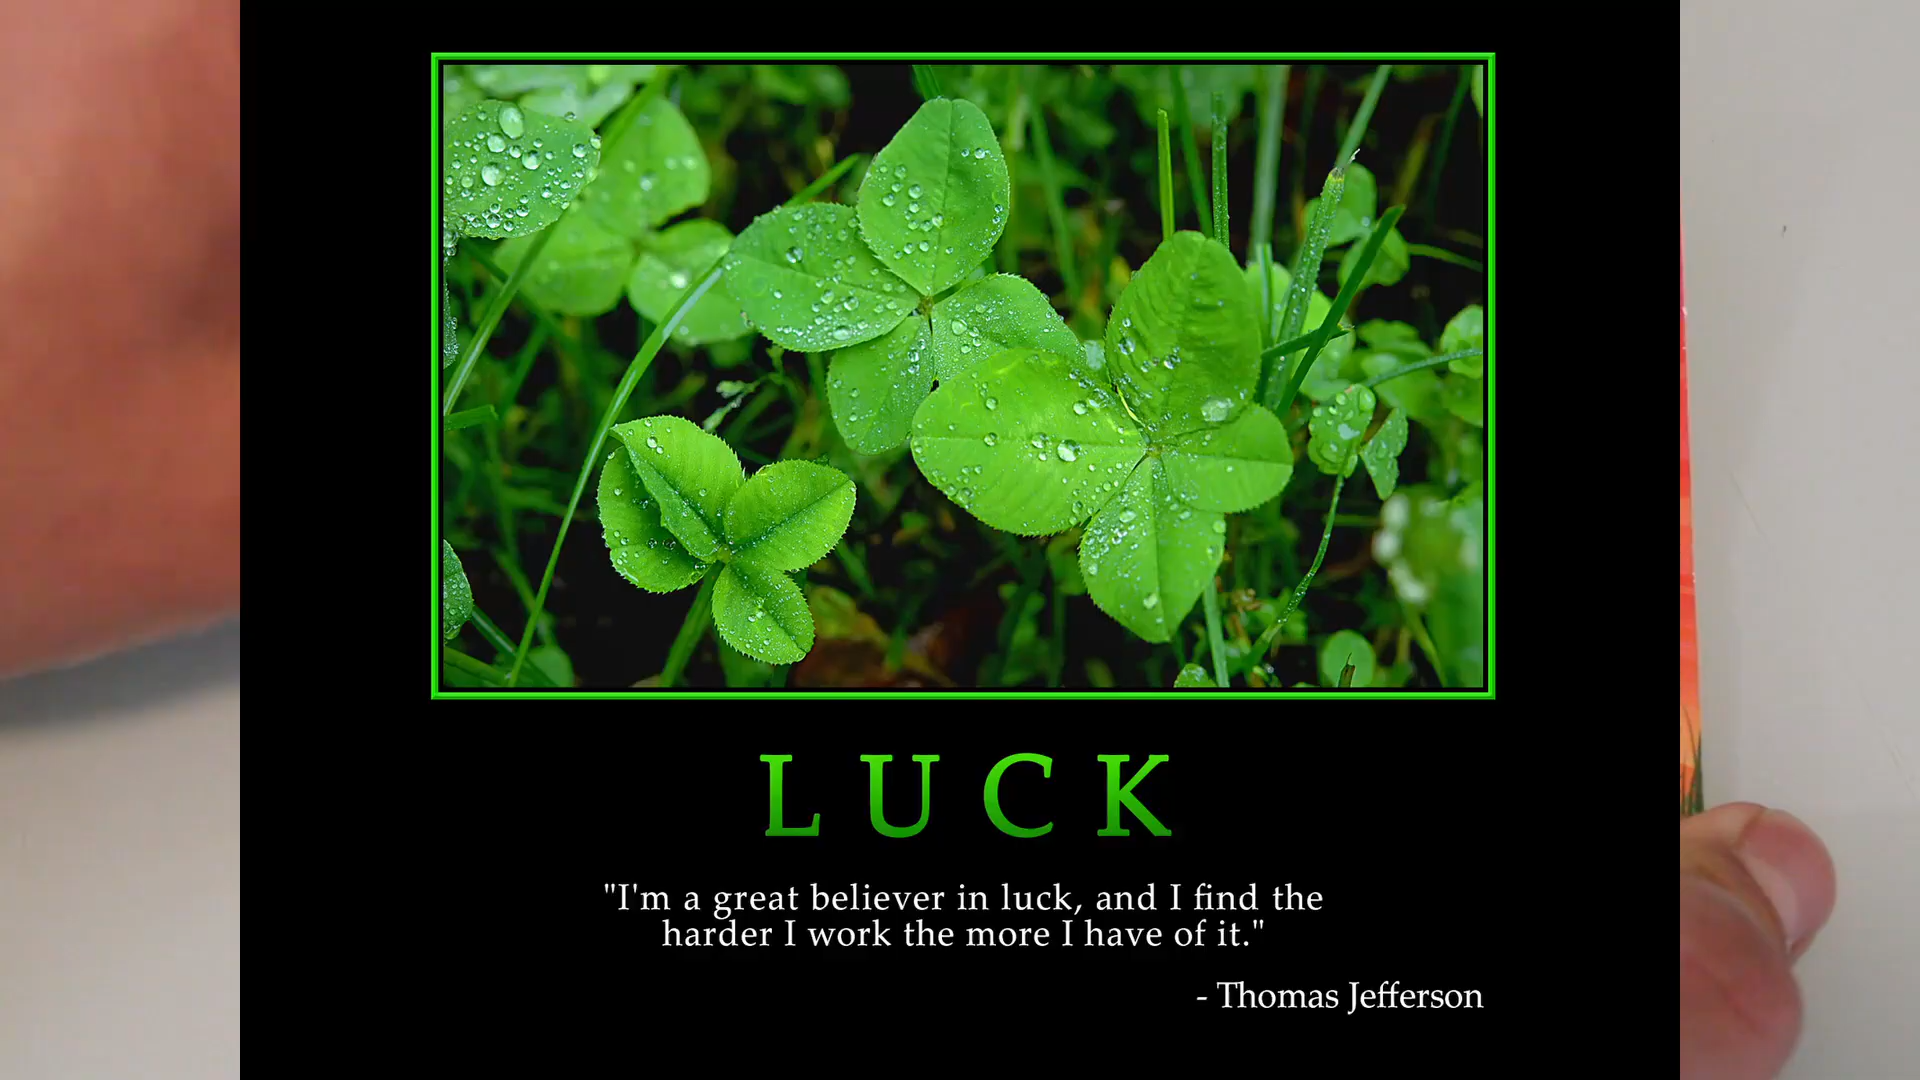 LUCK
"I'm a great believer in luck, and I find the
harder I work the more I have of it."
- Thomas Jefferson